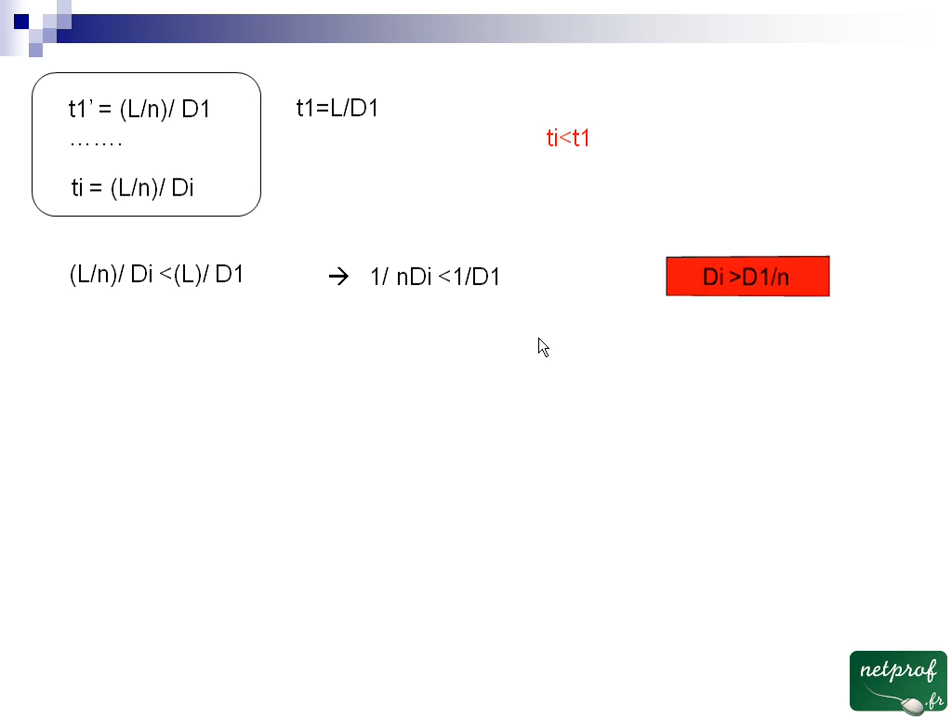 t1’ = (L/n)/ D1
t1=L/D1
.......
ti<t1
ti = (L/n)/ Di
(L/n)/ Di <(L)/ D1 → 1/ nDi <1/D1
Di >D1/n
netprof
.fr